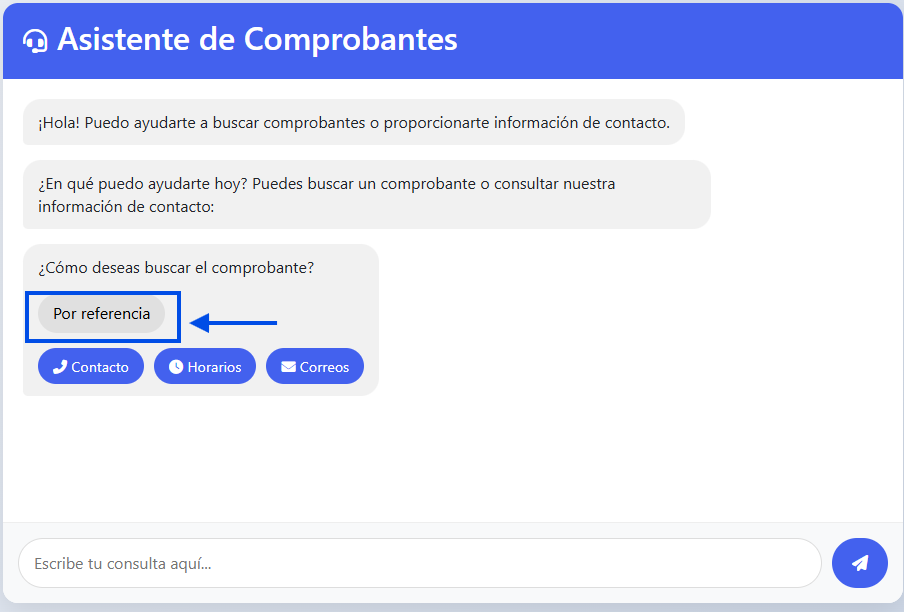 Asistente de Comprobantes
¡Hola! Puedo ayudarte a buscar comprobantes o proporcionarte información de contacto.
¿En qué puedo ayudarte hoy? Puedes buscar un comprobante o consultar nuestra
información de contacto:
¿Cómo deseas buscar el comprobante?
Por referencia
Contacto Horarios Correos
Escribe tu consulta aquí...